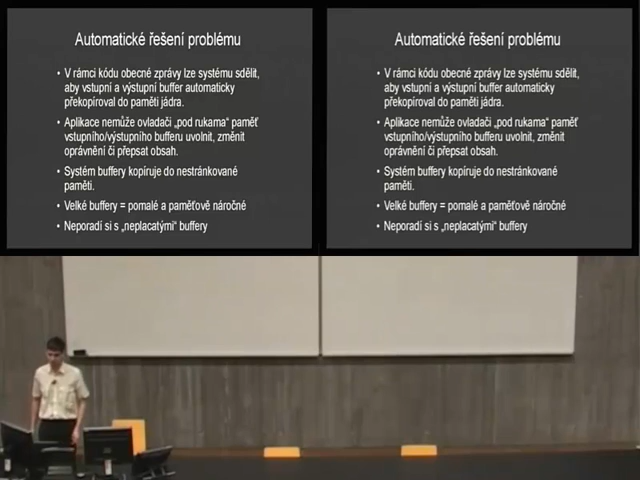 Automatické řešení problému
• V rámci kódu obecné zprávy lze systému sdělit,
aby vstupní a výstupní buffer automaticky
překopíroval do paměti jádra.
• Aplikace nemůže ovladači „pod rukama“ paměť
vstupního/výstupního bufferu uvolnit, změnit
oprávnění či přepsat obsah.
• Systém buffery kopíruje do nestránkované
paměti.
• Velké buffery = pomalé a paměťově náročné
• Neporadí si s „neplacatými“ buffery
Automatické řešení problému
• V rámci kódu obecné zprávy lze systému sdělit,
aby vstupní a výstupní buffer automaticky
překopíroval do paměti jádra.
• Aplikace nemůže ovladači „pod rukama“ paměť
vstupního/výstupního bufferu uvolnit, změnit
oprávnění či přepsat obsah.
• Systém buffery kopíruje do nestránkované
paměti.
• Velké buffery = pomalé a paměťově náročné
• Neporadí si s „neplacatými“ buffery